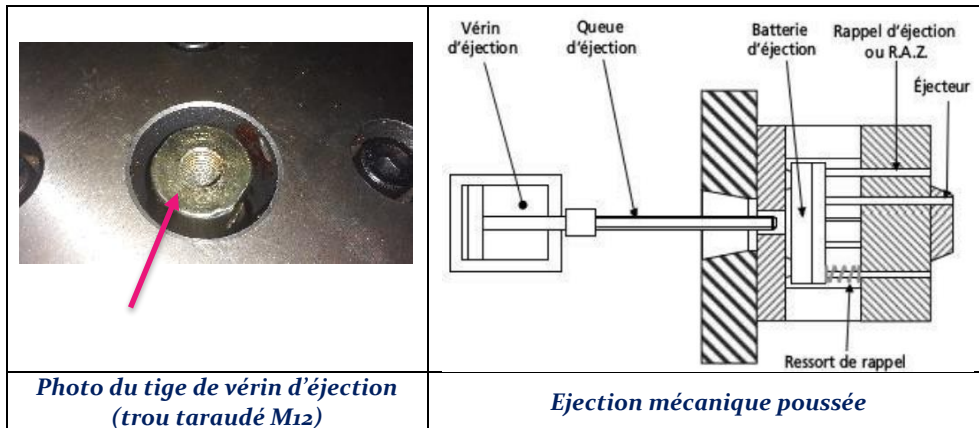 Vérin
d'éjection
Queue
d'éjection
Batterie
d'éjection
Rappel d'éjection
ou R.A.Z.
Éjecteur
Ressort de rappel
Photo du tige de vérin d'éjection
(trou taraudé M12)
Ejection mécanique poussée